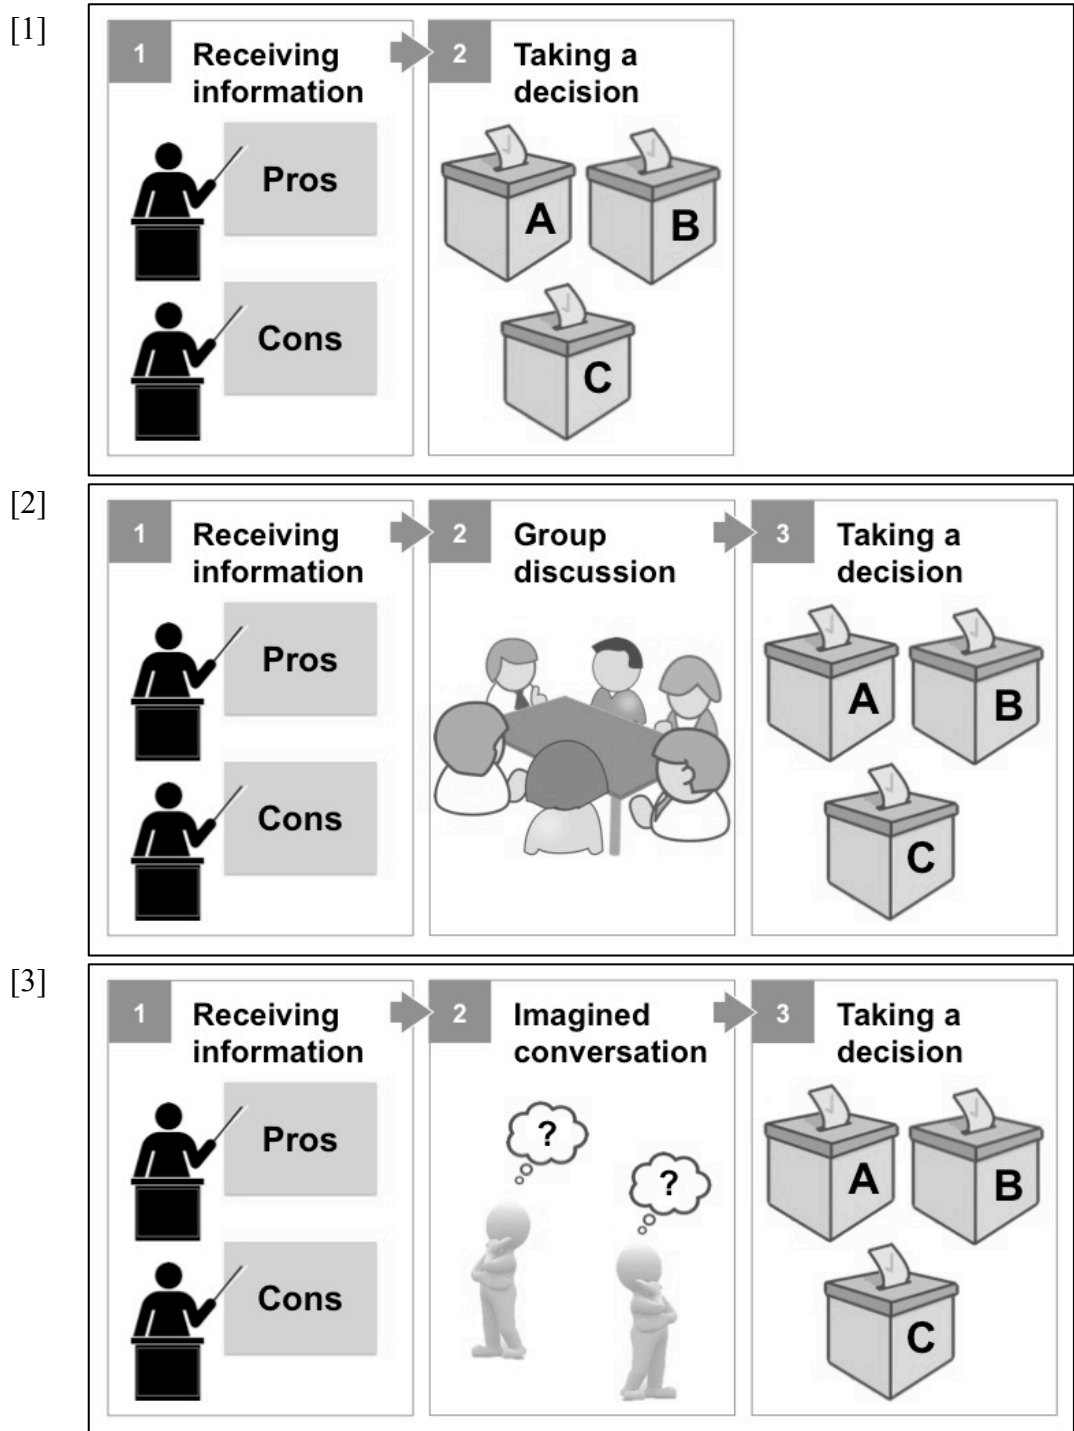 [1]
1 Receiving
information
Pros
Cons
2 Taking a
decision
A B
C
[2]
1 Receiving
information
Pros
Cons
2 Group
discussion
3 Taking a
decision
A B
C
[3]
1 Receiving
information
Pros
Cons
2 Imagined
conversation
?
?
3 Taking a
decision
A B
C